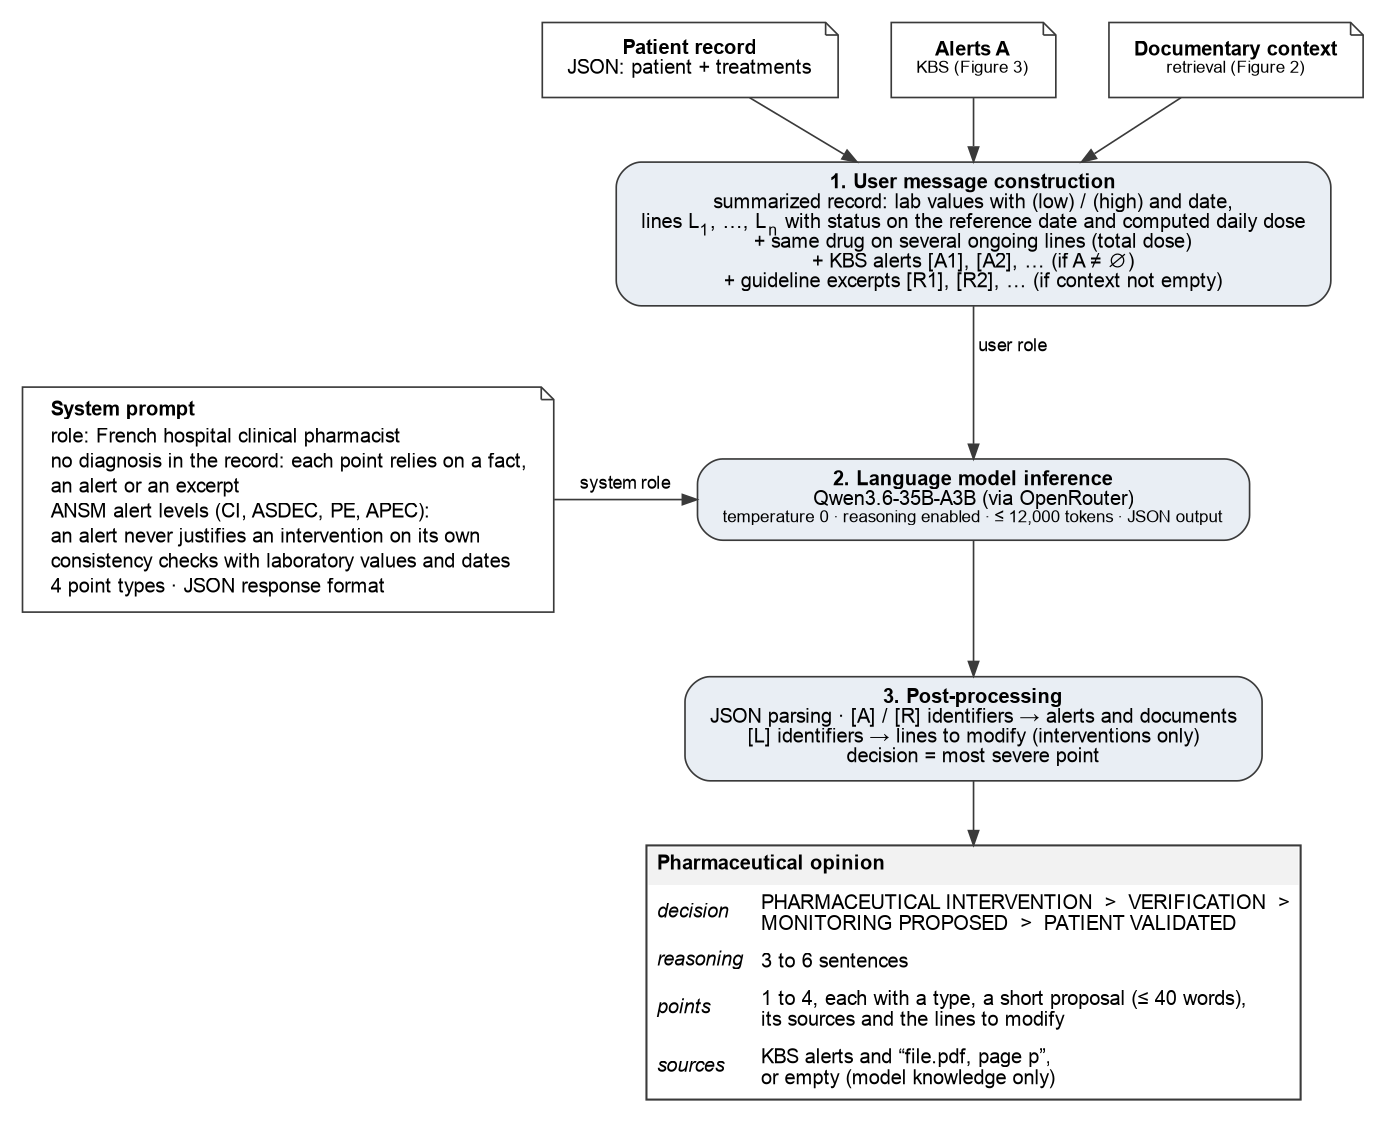 Patient record
JSON: patient + treatments
Alerts A
KBS (Figure 3)
Documentary context
retrieval (Figure 2)
1. User message construction
summarized record: lab values with (low) / (high) and date,
lines L1, …, Ln with status on the reference date and computed daily dose
+ same drug on several ongoing lines (total dose)
+ KBS alerts [A1], [A2], … (if A ≠ ∅)
+ guideline excerpts [R1], [R2], … (if context not empty)
user role
System prompt
role: French hospital clinical pharmacist
no diagnosis in the record: each point relies on a fact,
an alert or an excerpt
ANSM alert levels (CI, ASDEC, PE, APEC):
an alert never justifies an intervention on its own
consistency checks with laboratory values and dates
4 point types · JSON response format
system role
2. Language model inference
Qwen3.6-35B-A3B (via OpenRouter)
temperature 0 · reasoning enabled · ≤ 12,000 tokens · JSON output
3. Post-processing
JSON parsing · [A] / [R] identifiers → alerts and documents
[L] identifiers → lines to modify (interventions only)
decision = most severe point
Pharmaceutical opinion
decision
PHARMACEUTICAL INTERVENTION > VERIFICATION >
MONITORING PROPOSED > PATIENT VALIDATED
reasoning
3 to 6 sentences
points
1 to 4, each with a type, a short proposal (≤ 40 words),
its sources and the lines to modify
sources
KBS alerts and “file.pdf, page p”,
or empty (model knowledge only)